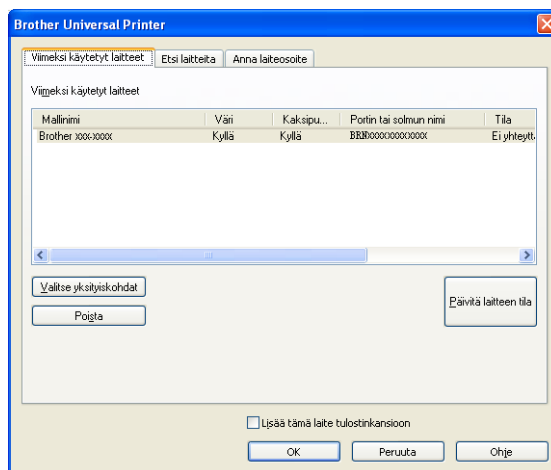 Brother Universal Printer
Viimeksi käytetyt laitteet Etsi laitteita Anna laiteosoite
Viimeksi käytetyt laitteet
Mallinimi Väri Kaksipu... Portin tai solmun nimi Tila
Brother xxx-xxxx Kyllä Kyllä BRNxxxxxxxxxxxx Ei yhteytt
Valitse yksityiskohdat
Päivitä laitteen tila
Poista
Lisää tämä laite tulostinkansioon
OK Peruuta Ohje